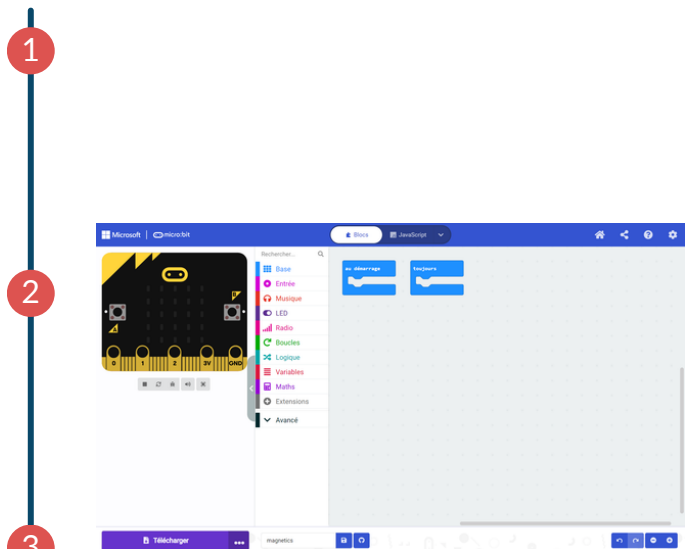 1
Microsoft | micro:bit
Blocs
JavaScript
Rechercher...
Base
Entrée
Musique
LED
Radio
Boucles
Logique
Variables
Maths
Extensions
Avancé
au démarrage
toujours
A
B
0 1 2 3V GND
2
Télécharger
...
magnetics
3